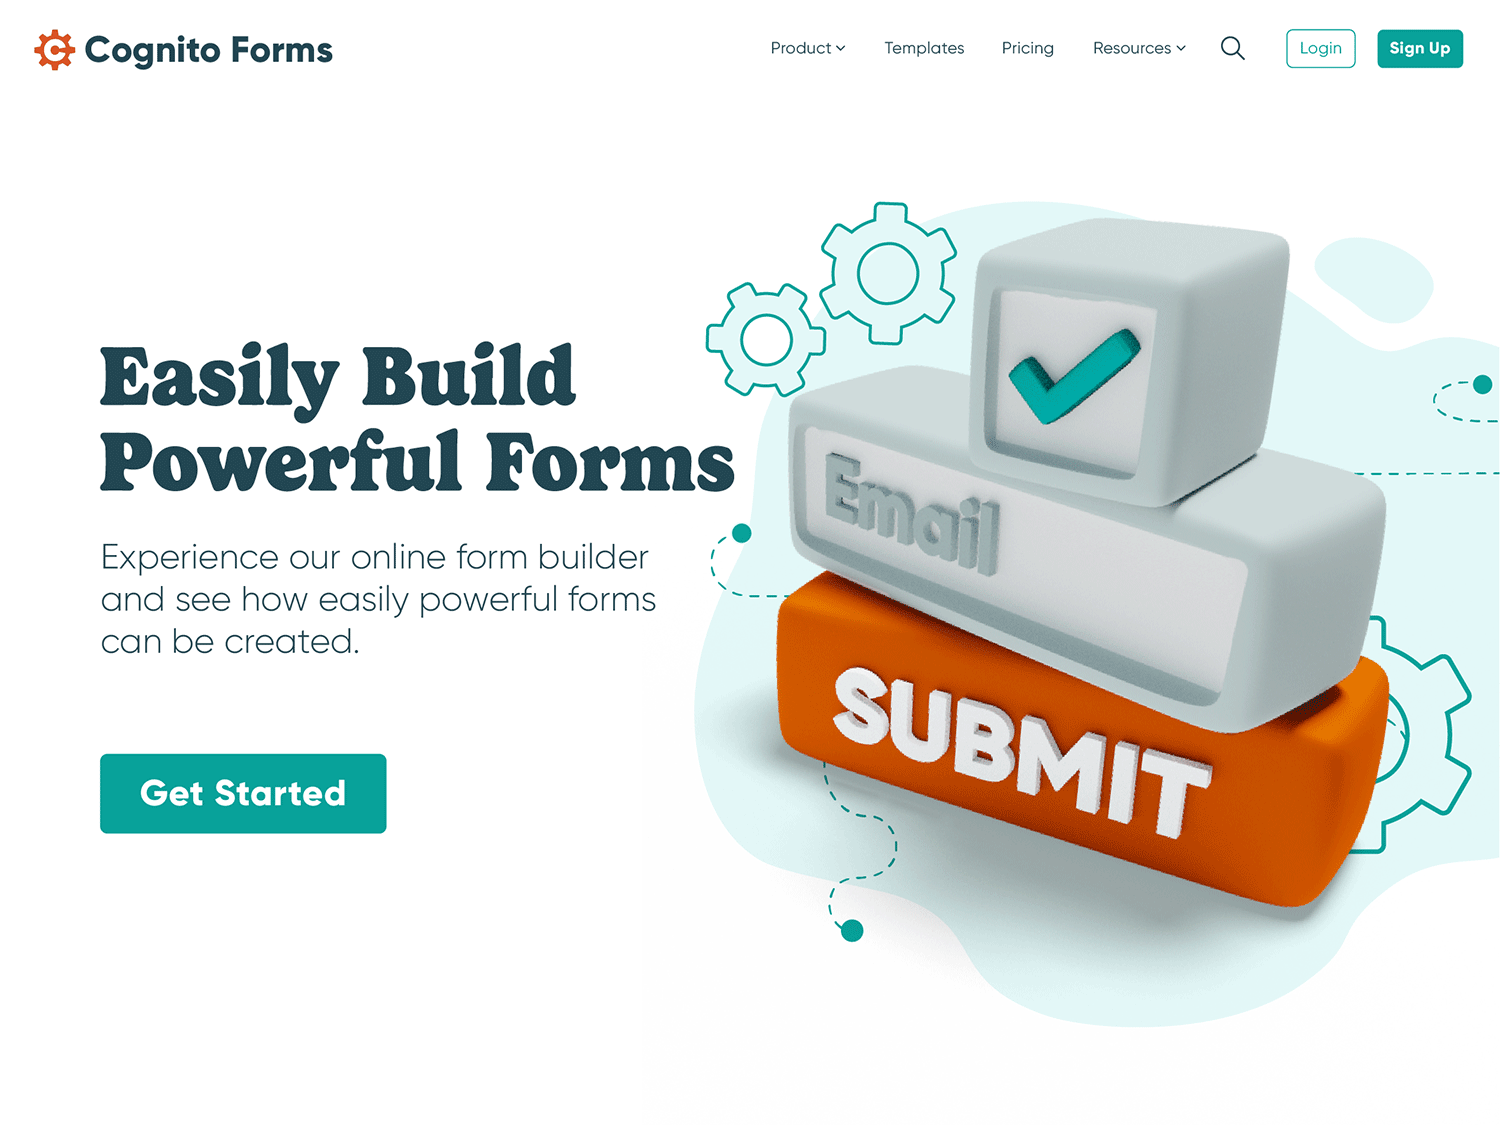 Cognito Forms
Product
Templates
Pricing
Resources
Login
Sign Up
Easily Build
Powerful Forms
Experience our online form builder
and see how easily powerful forms
can be created.
Get Started
Email
SUBMIT